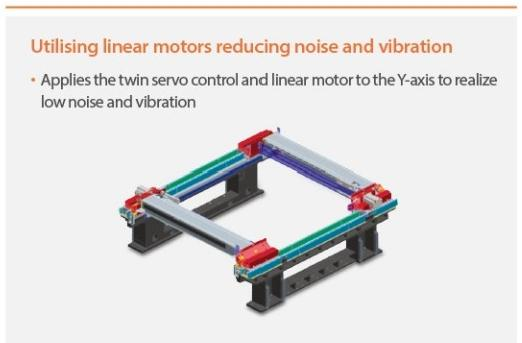 Utilising linear motors reducing noise and vibration
• Applies the twin servo control and linear motor to the Y-axis to realize
low noise and vibration